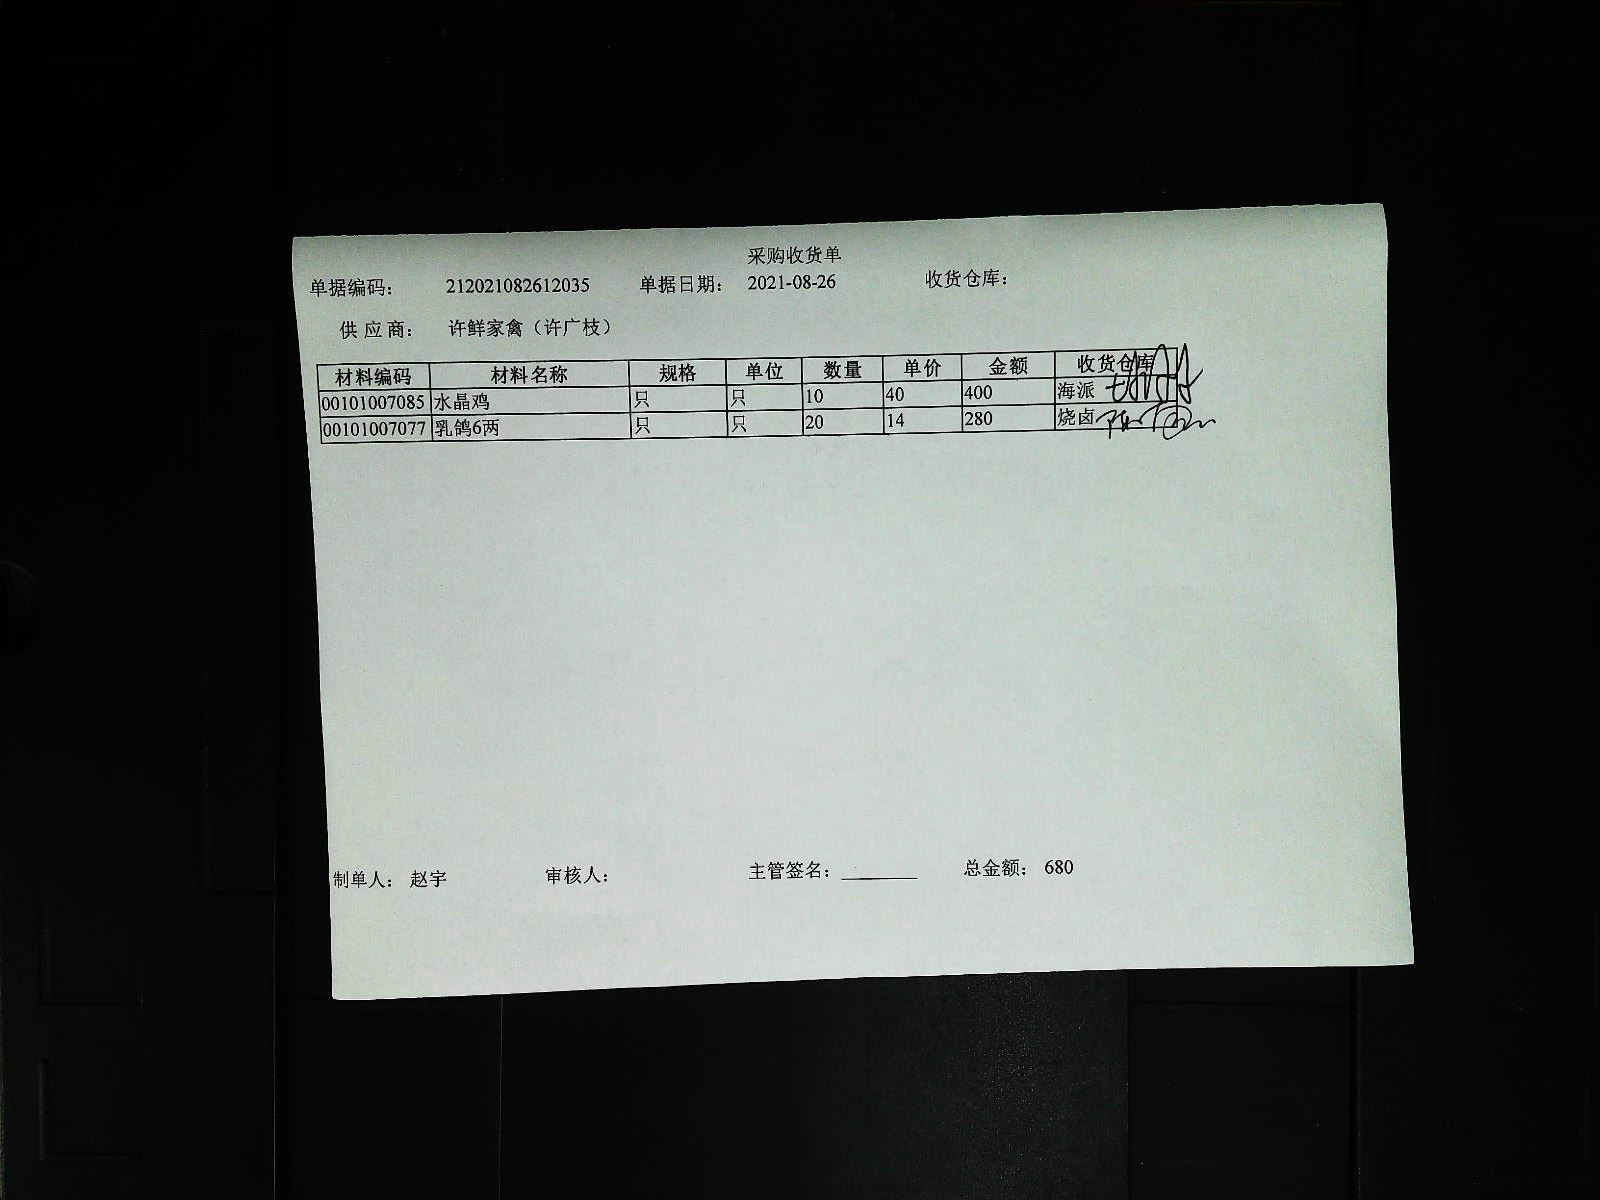 采购收货单
单据编码： 212021082612035 单据日期： 2021-08-26 收货仓库：
供 应 商： 许鲜家禽（许广枝）
材料编码 材料名称 规格 单位 数量 单价 金额 收货仓库
00101007085 水晶鸡 只 只 10 40 400 海派
00101007077 乳鸽6两 只 只 20 14 280 烧卤
制单人： 赵宇 审核人： 主管签名： 总金额： 680